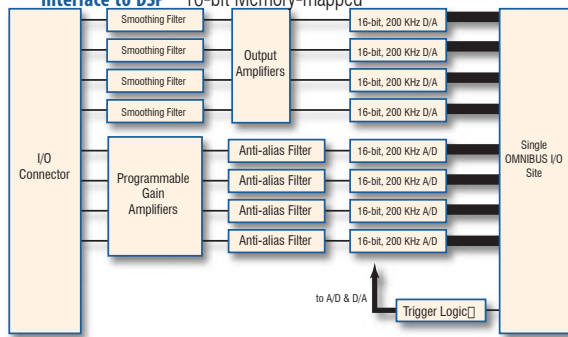 Interface to DSP 16-bit Memory-mapped
Smoothing Filter
16-bit, 200 KHz D/A
Smoothing Filter
16-bit, 200 KHz D/A
Output
Amplifiers
Smoothing Filter
16-bit, 200 KHz D/A
Smoothing Filter
16-bit, 200 KHz D/A
I/O
Connector
Programmable
Gain
Amplifiers
Anti-alias Filter
16-bit, 200 KHz A/D
Anti-alias Filter
16-bit, 200 KHz A/D
Anti-alias Filter
16-bit, 200 KHz A/D
Anti-alias Filter
16-bit, 200 KHz A/D
Single
OMNIBUS I/O
Site
to A/D & D/A
Trigger Logic